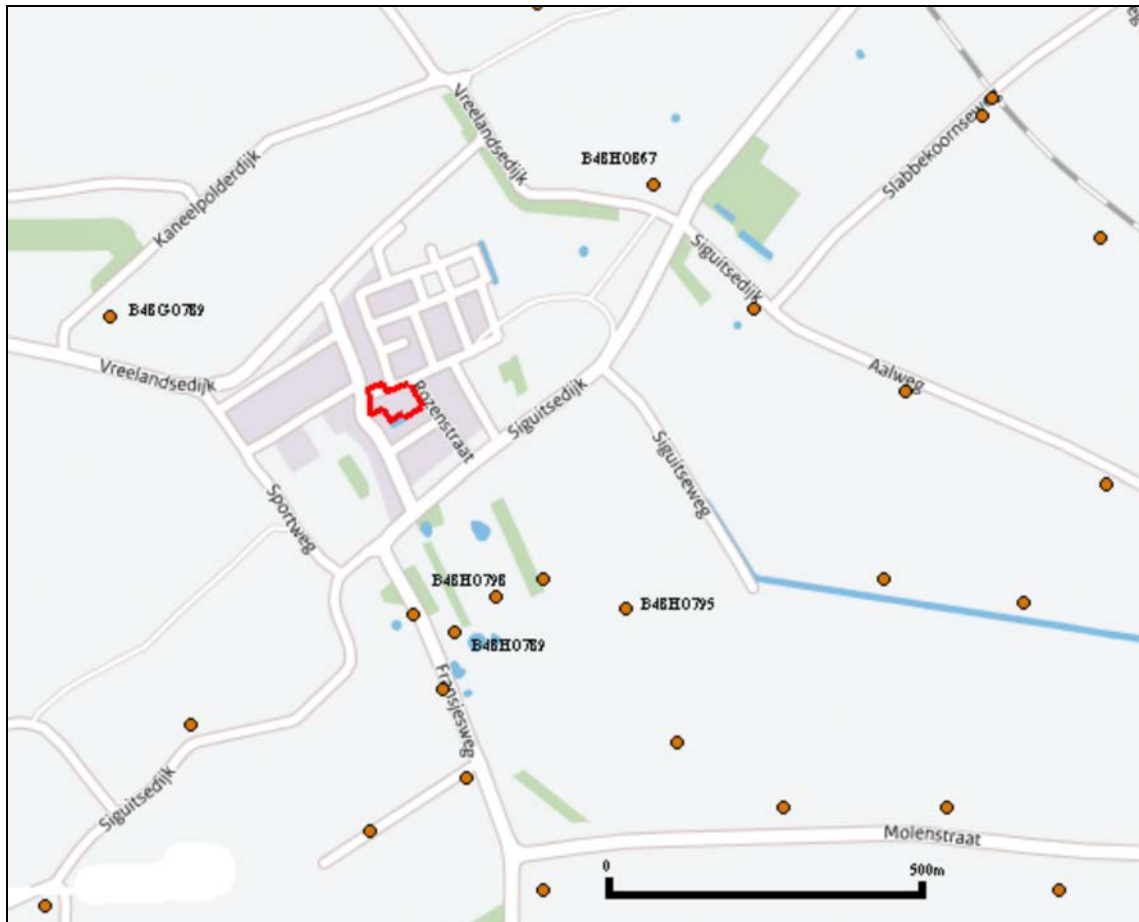 Vreelandsedijk
Slabbekoornseweg
B48H0867
Kaneelpolderdijk
Siguitsedijk
B48G0789
Vreelandsedijk
Aalweg
Rozenstraat
Siguitsedijk
Siguitseweg
Sportweg
B48H0798
B48H0795
B48H0789
Fransjesweg
Siguitsedijk
Molenstraat
0
500m